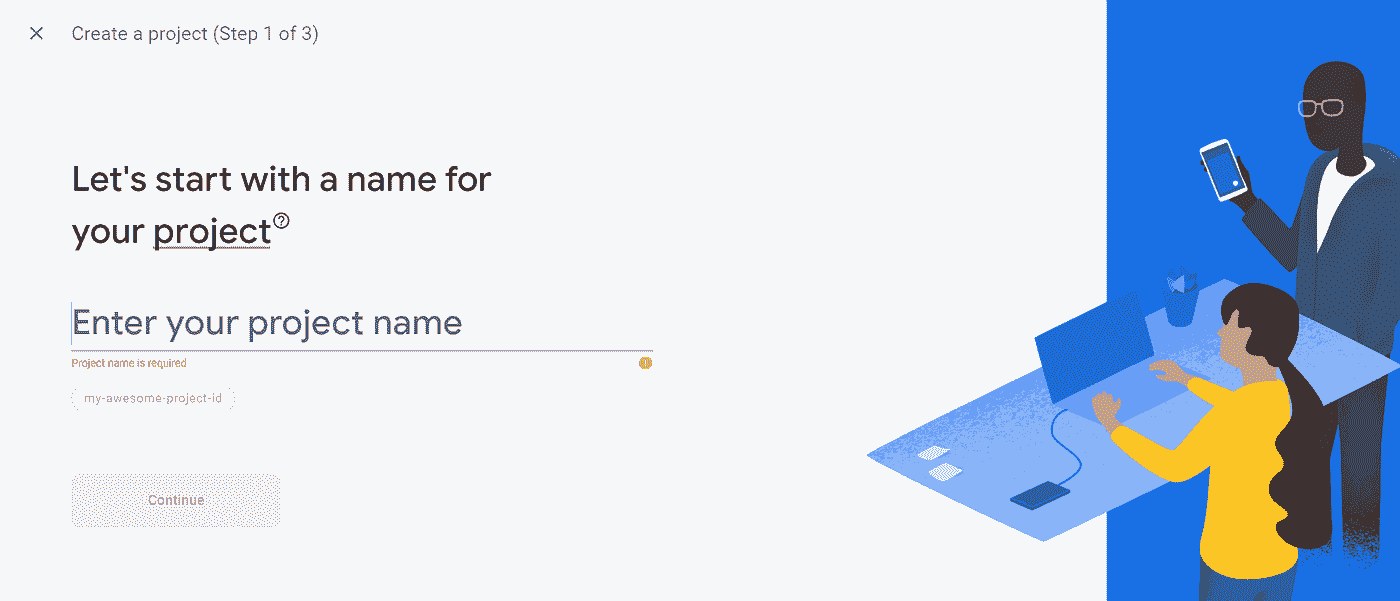 Create a project (Step 1 of 3)
Let's start with a name for
your project
Enter your project name
Project name is required
my-awesome-project-id
Continue